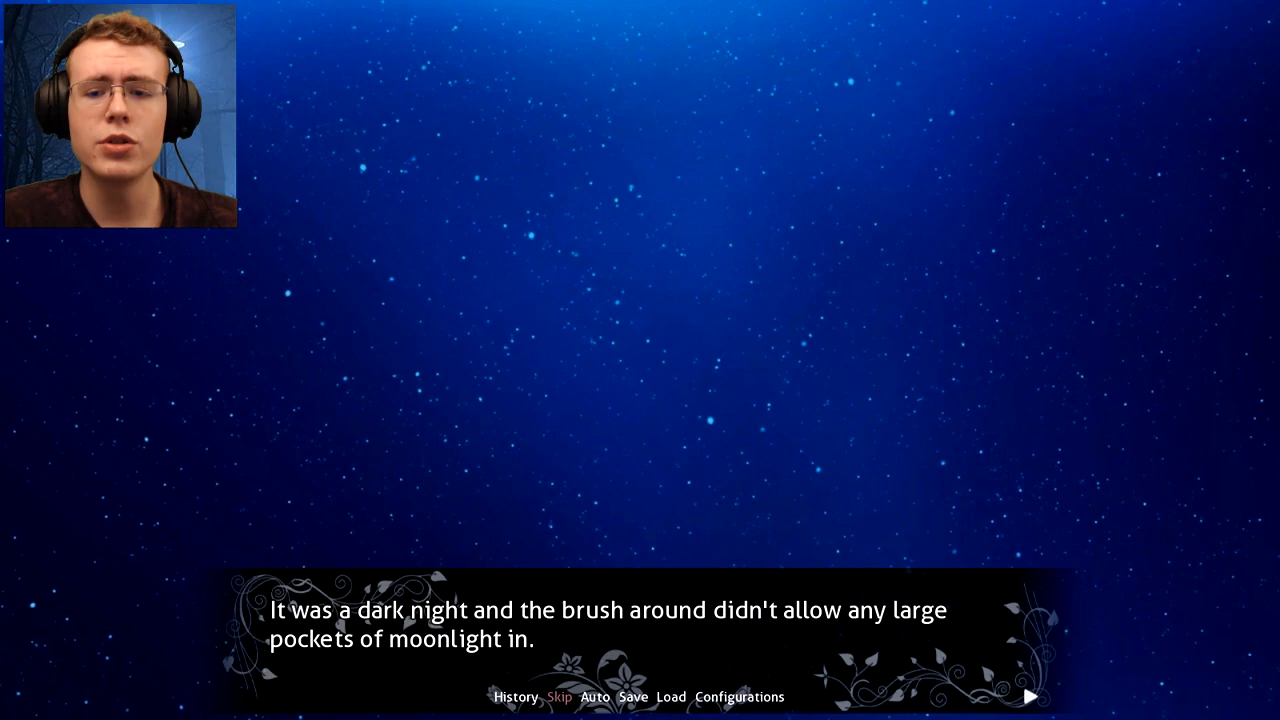 It was a dark night and the brush around didn't allow any large
pockets of moonlight in.
History Skip Auto Save Load Configurations